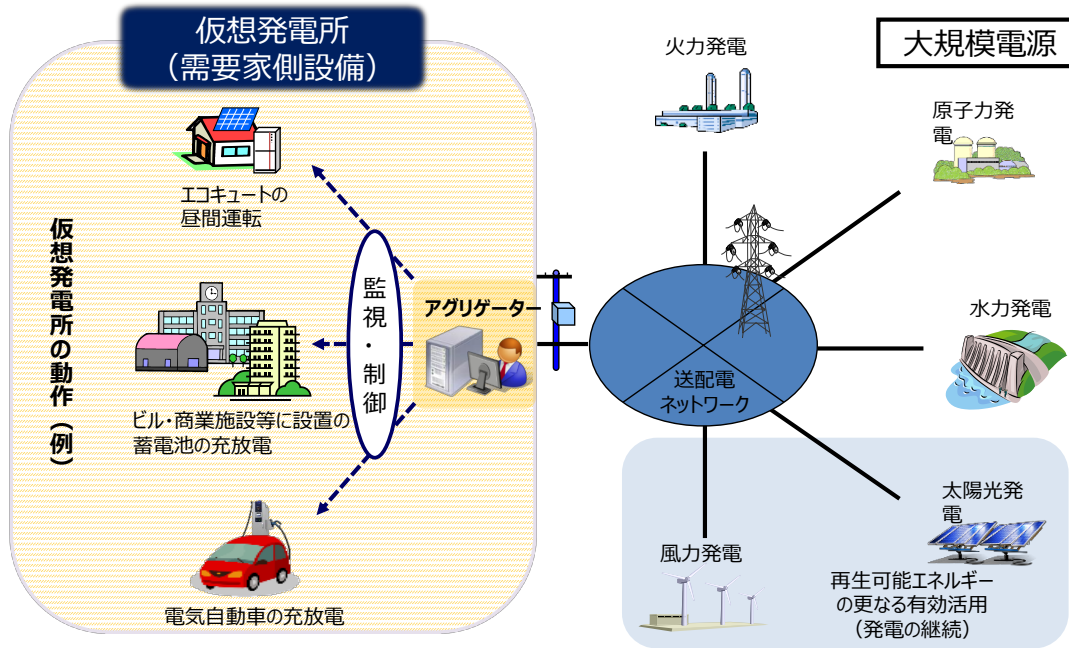 仮想発電所
（需要家側設備）
仮想発電所の動作（例）
エコキュートの
昼間運転
ビル・商業施設等に設置の
蓄電池の充放電
電気自動車の充放電
監視・制御
アグリゲーター
送配電
ネットワーク
大規模電源
火力発電
原子力発
電
水力発電
太陽光発
電
風力発電
再生可能エネルギー
の更なる有効活用
（発電の継続）